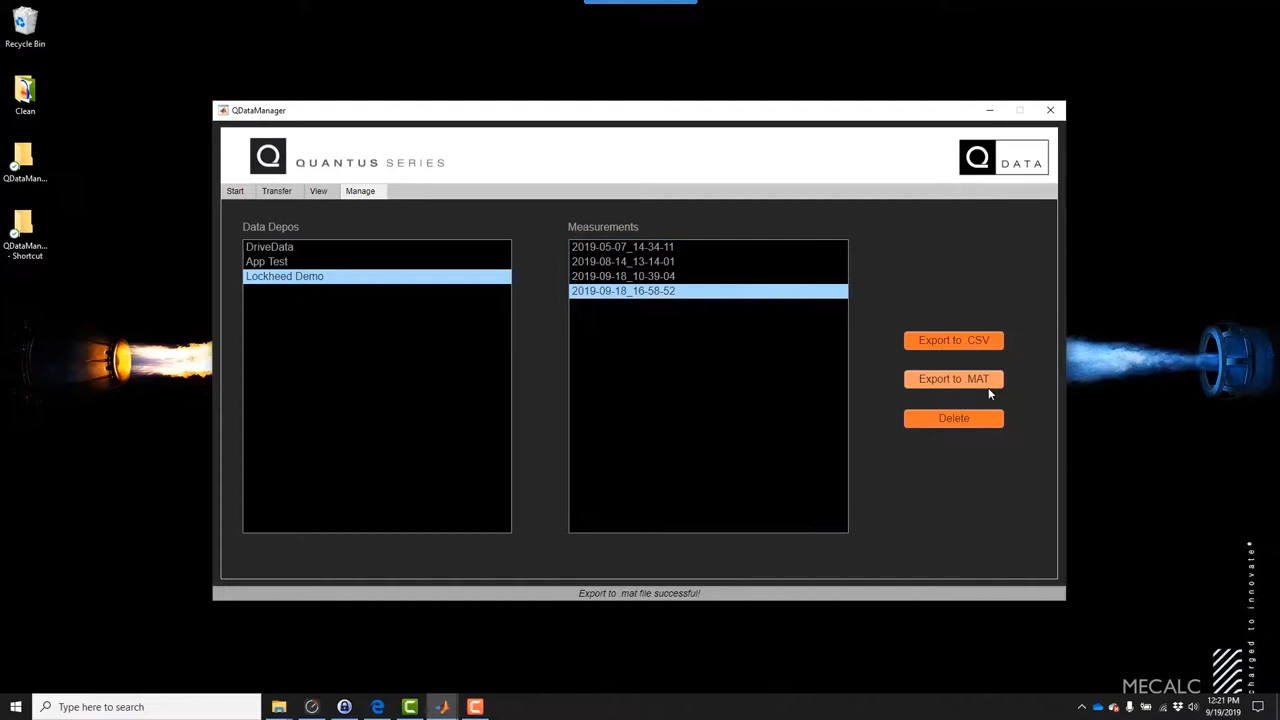 Recycle Bin
Clean
QDataMan...
QDataMan...
- Shortcut
QDataManager
Q QUANTUS SERIES
Q DATA
Start Transfer View Manage
Data Depos
DriveData
App Test
Lockheed Demo
Measurements
2019-05-07_14-34-11
2019-08-14_13-14-01
2019-09-18_10-39-04
2019-09-18_16-58-52
Export to .CSV
Export to .MAT
Delete
Export to .mat file successful!
charged to innovate*
MECALC
Type here to search
12:21 PM
9/19/2019